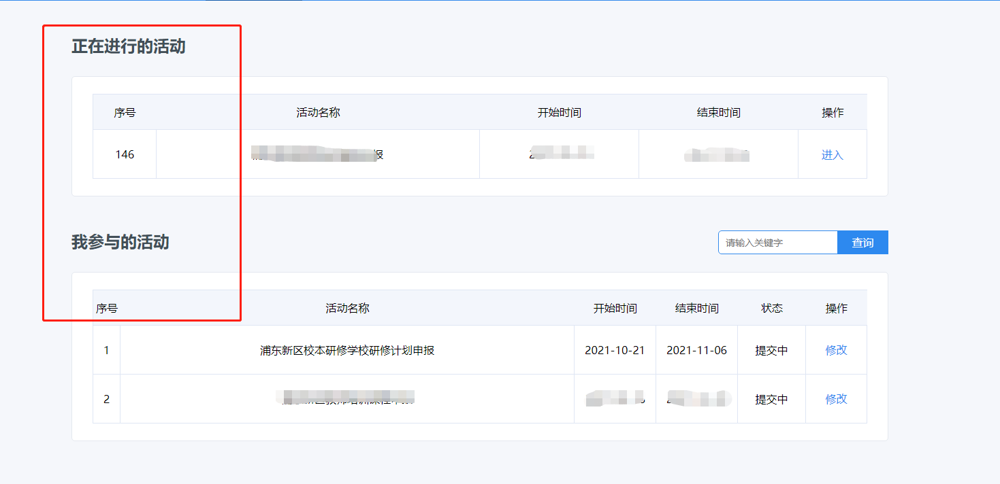 正在进行的活动
序号 活动名称 开始时间 结束时间 操作
146 报 进入
我参与的活动
请输入关键字 查询
序号 活动名称 开始时间 结束时间 状态 操作
1 浦东新区校本研修学校研修计划申报 2021-10-21 2021-11-06 提交中 修改
2 提交中 修改